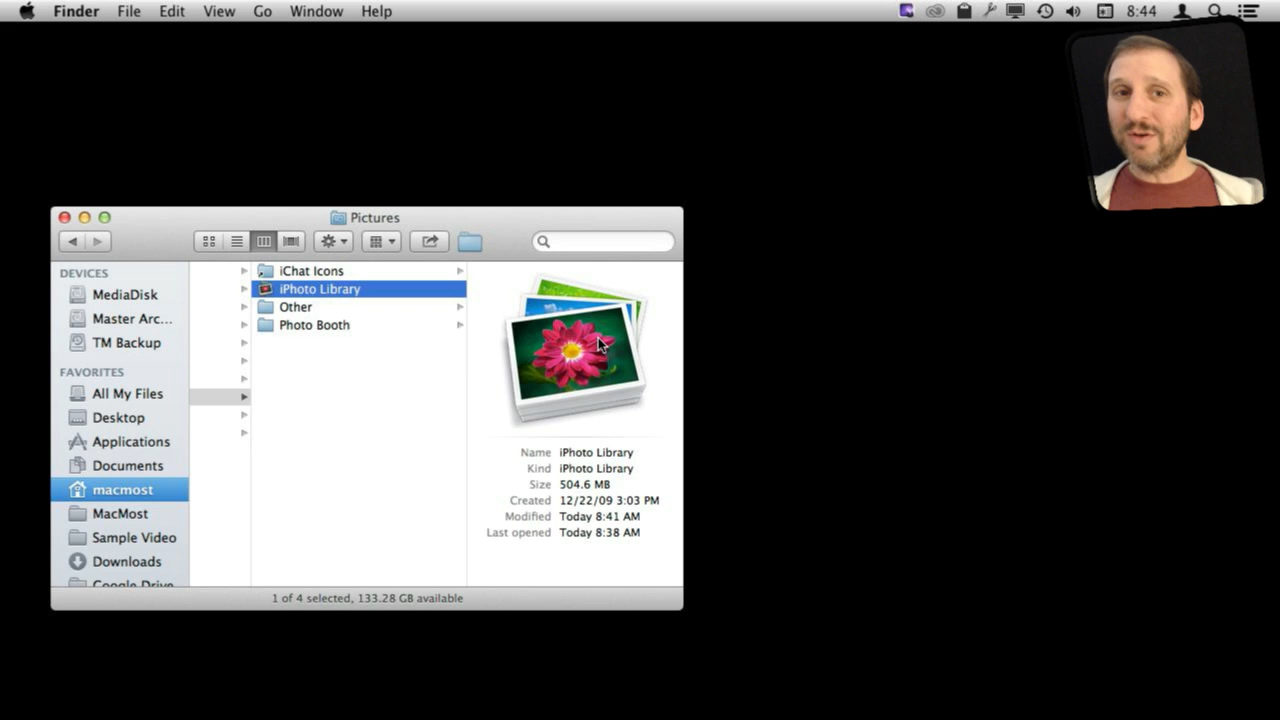 Finder File Edit View Go Window Help 8:44
Pictures
DEVICES
MediaDisk
Master Arc...
TM Backup
FAVORITES
All My Files
Desktop
Applications
Documents
macmost
MacMost
Sample Video
Downloads
Google Drive
iChat Icons
iPhoto Library
Other
Photo Booth
Name iPhoto Library
Kind iPhoto Library
Size 504.6 MB
Created 12/22/09 3:03 PM
Modified Today 8:41 AM
Last opened Today 8:38 AM
1 of 4 selected, 133.28 GB available